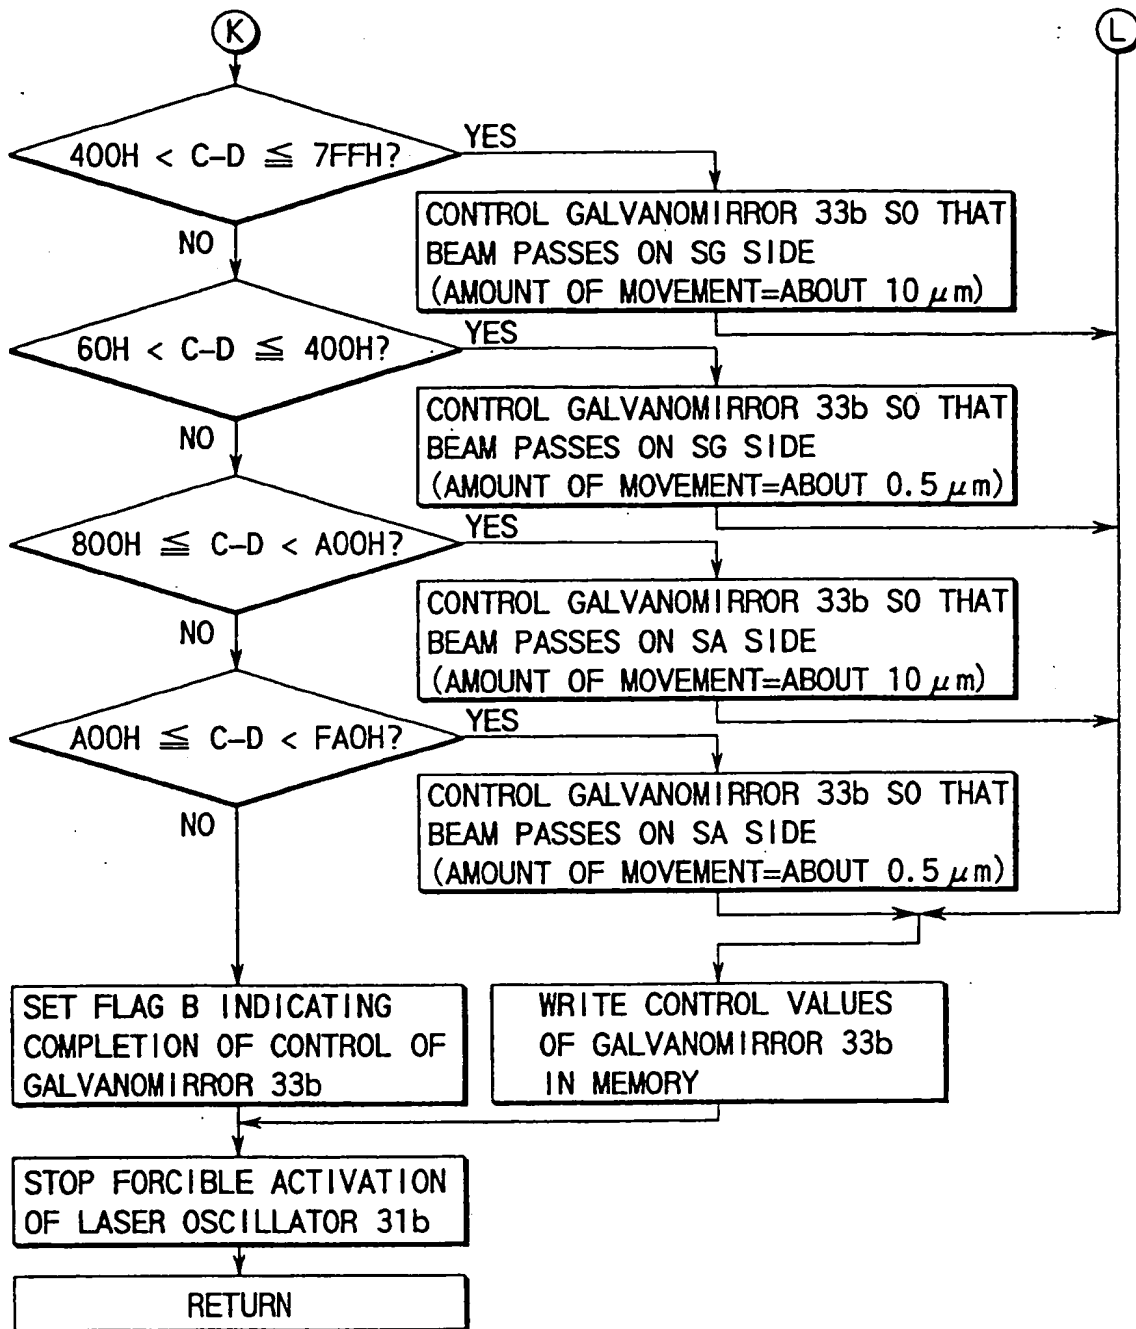 K
L
400H < C-D ≦ 7FFH?
YES
CONTROL GALVANOMIRROR 33b SO THAT
BEAM PASSES ON SG SIDE
(AMOUNT OF MOVEMENT=ABOUT 10 μm)
NO
60H < C-D ≦ 400H?
YES
CONTROL GALVANOMIRROR 33b SO THAT
BEAM PASSES ON SG SIDE
(AMOUNT OF MOVEMENT=ABOUT 0.5 μm)
NO
800H ≦ C-D < A00H?
YES
CONTROL GALVANOMIRROR 33b SO THAT
BEAM PASSES ON SA SIDE
(AMOUNT OF MOVEMENT=ABOUT 10 μm)
NO
A00H ≦ C-D < FA0H?
YES
CONTROL GALVANOMIRROR 33b SO THAT
BEAM PASSES ON SA SIDE
(AMOUNT OF MOVEMENT=ABOUT 0.5 μm)
NO
SET FLAG B INDICATING
COMPLETION OF CONTROL OF
GALVANOMIRROR 33b
WRITE CONTROL VALUES
OF GALVANOMIRROR 33b
IN MEMORY
STOP FORCIBLE ACTIVATION
OF LASER OSCILLATOR 31b
RETURN